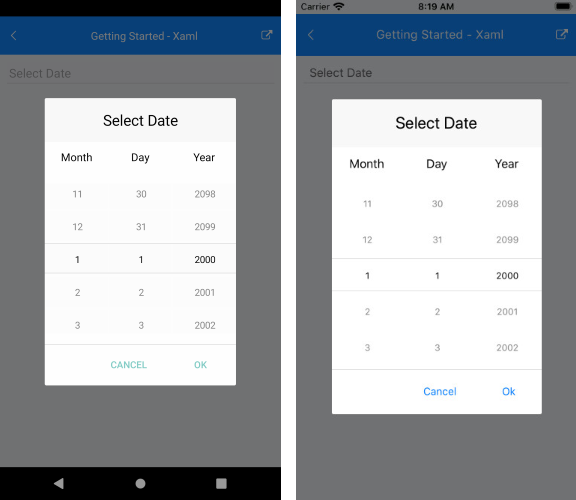 Getting Started - Xaml
Select Date
Select Date
Month Day Year
11 30 2098
12 31 2099
1 1 2000
2 2 2001
3 3 2002
CANCEL OK
Carrier 8:19 AM
Getting Started - Xaml
Select Date
Select Date
Month Day Year
11 30 2098
12 31 2099
1 1 2000
2 2 2001
3 3 2002
Cancel Ok